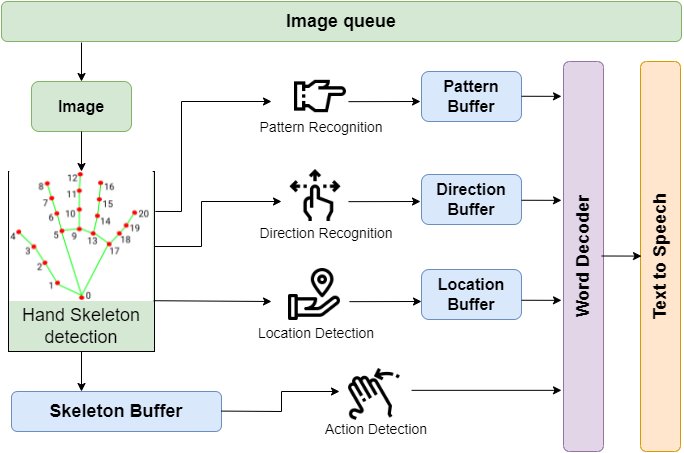 Image queue
Image
12
8
11
16
7
15
6
10
14
20
19
5
9
13
18
4
17
3
2
1
0
Hand Skeleton
detection
Skeleton Buffer
Pattern Recognition
Direction Recognition
Location Detection
Action Detection
Pattern
Buffer
Direction
Buffer
Location
Buffer
Word Decoder
Text to Speech